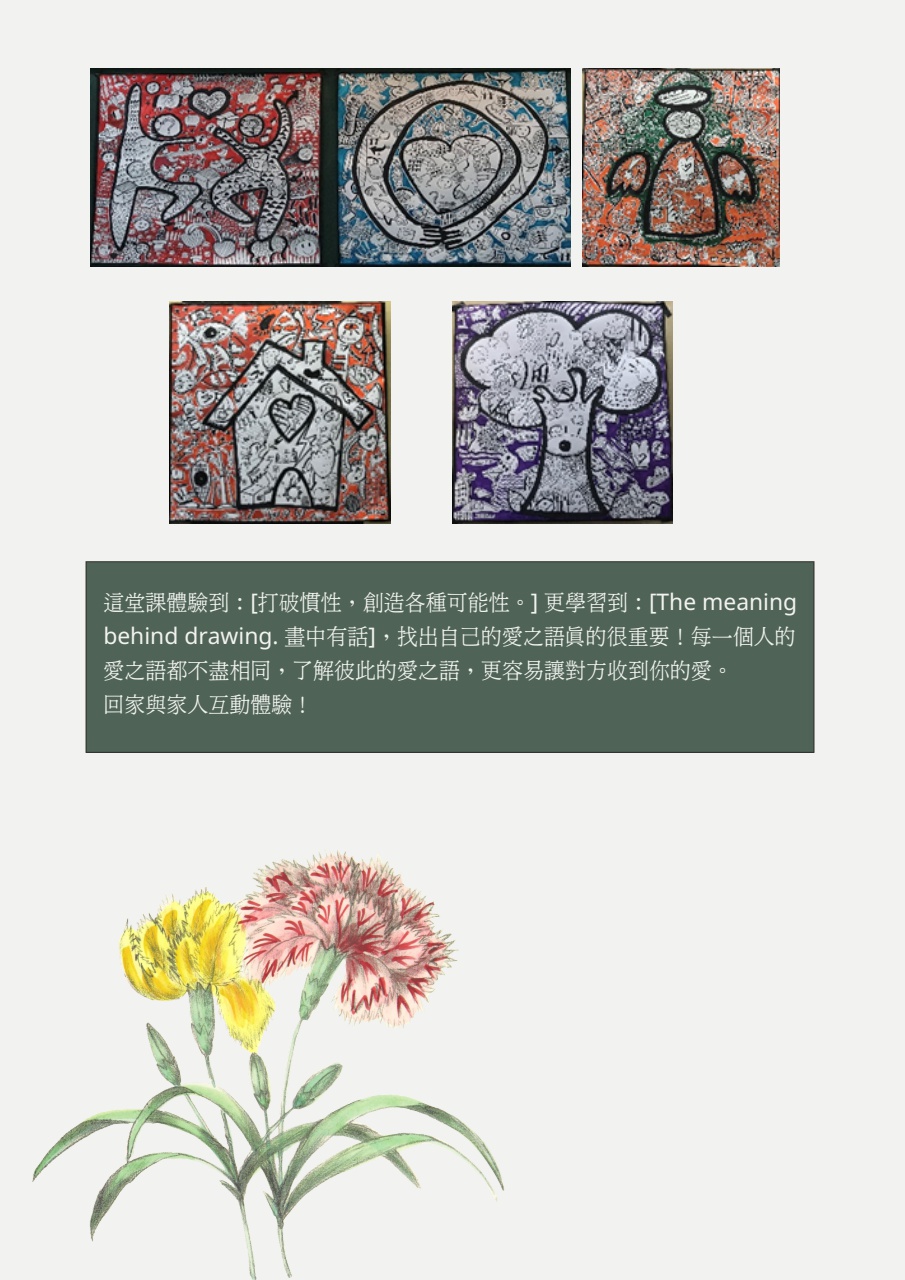 這堂課體驗到：[打破慣性，創造各種可能性。] 更學習到：[The meaning
behind drawing. 畫中有話]，找出自己的愛之語眞的很重要！每一個人的
愛之語都不盡相同，了解彼此的愛之語，更容易讓對方收到你的愛。
回家與家人互動體驗！